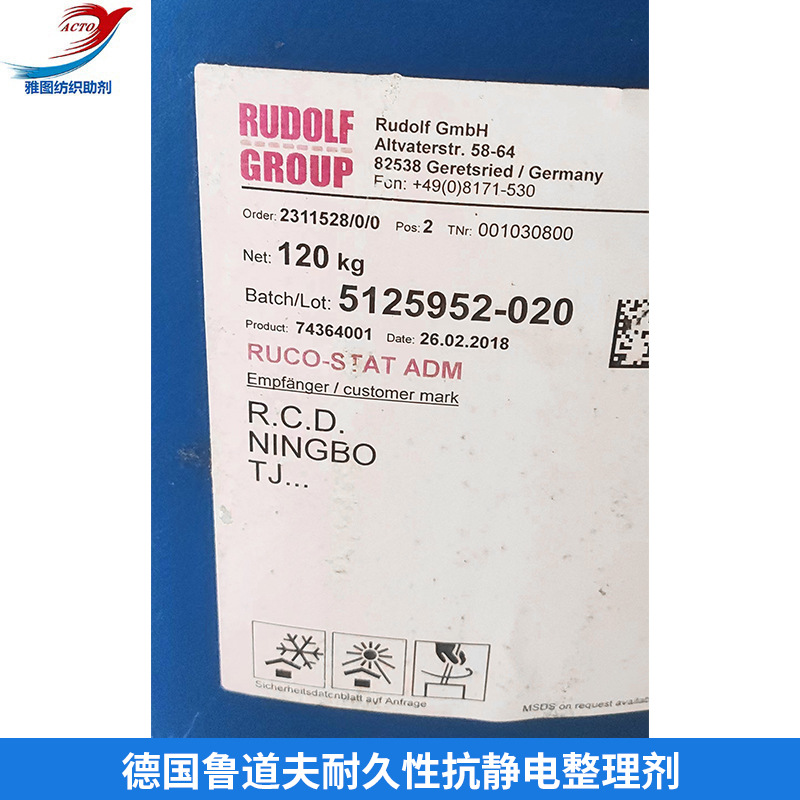 ACTO
雅图纺织助剂
RUDOLF
GROUP
Rudolf GmbH
Altvaterstr. 58-64
82538 Geretsried / Germany
Fon: +49(0)8171-530
Order: 2311528/0/0 Pos: 2 TNr: 001030800
Net: 120 kg
Batch/Lot: 5125952-020
Product: 74364001 Date: 26.02.2018
RUCO-STAT ADM
Empfänger / customer mark
R.C.D.
NINGBO
TJ...
Sicherheitsdatenblatt auf Anfrage
MSDS on request available
德国鲁道夫耐久性抗静电整理剂